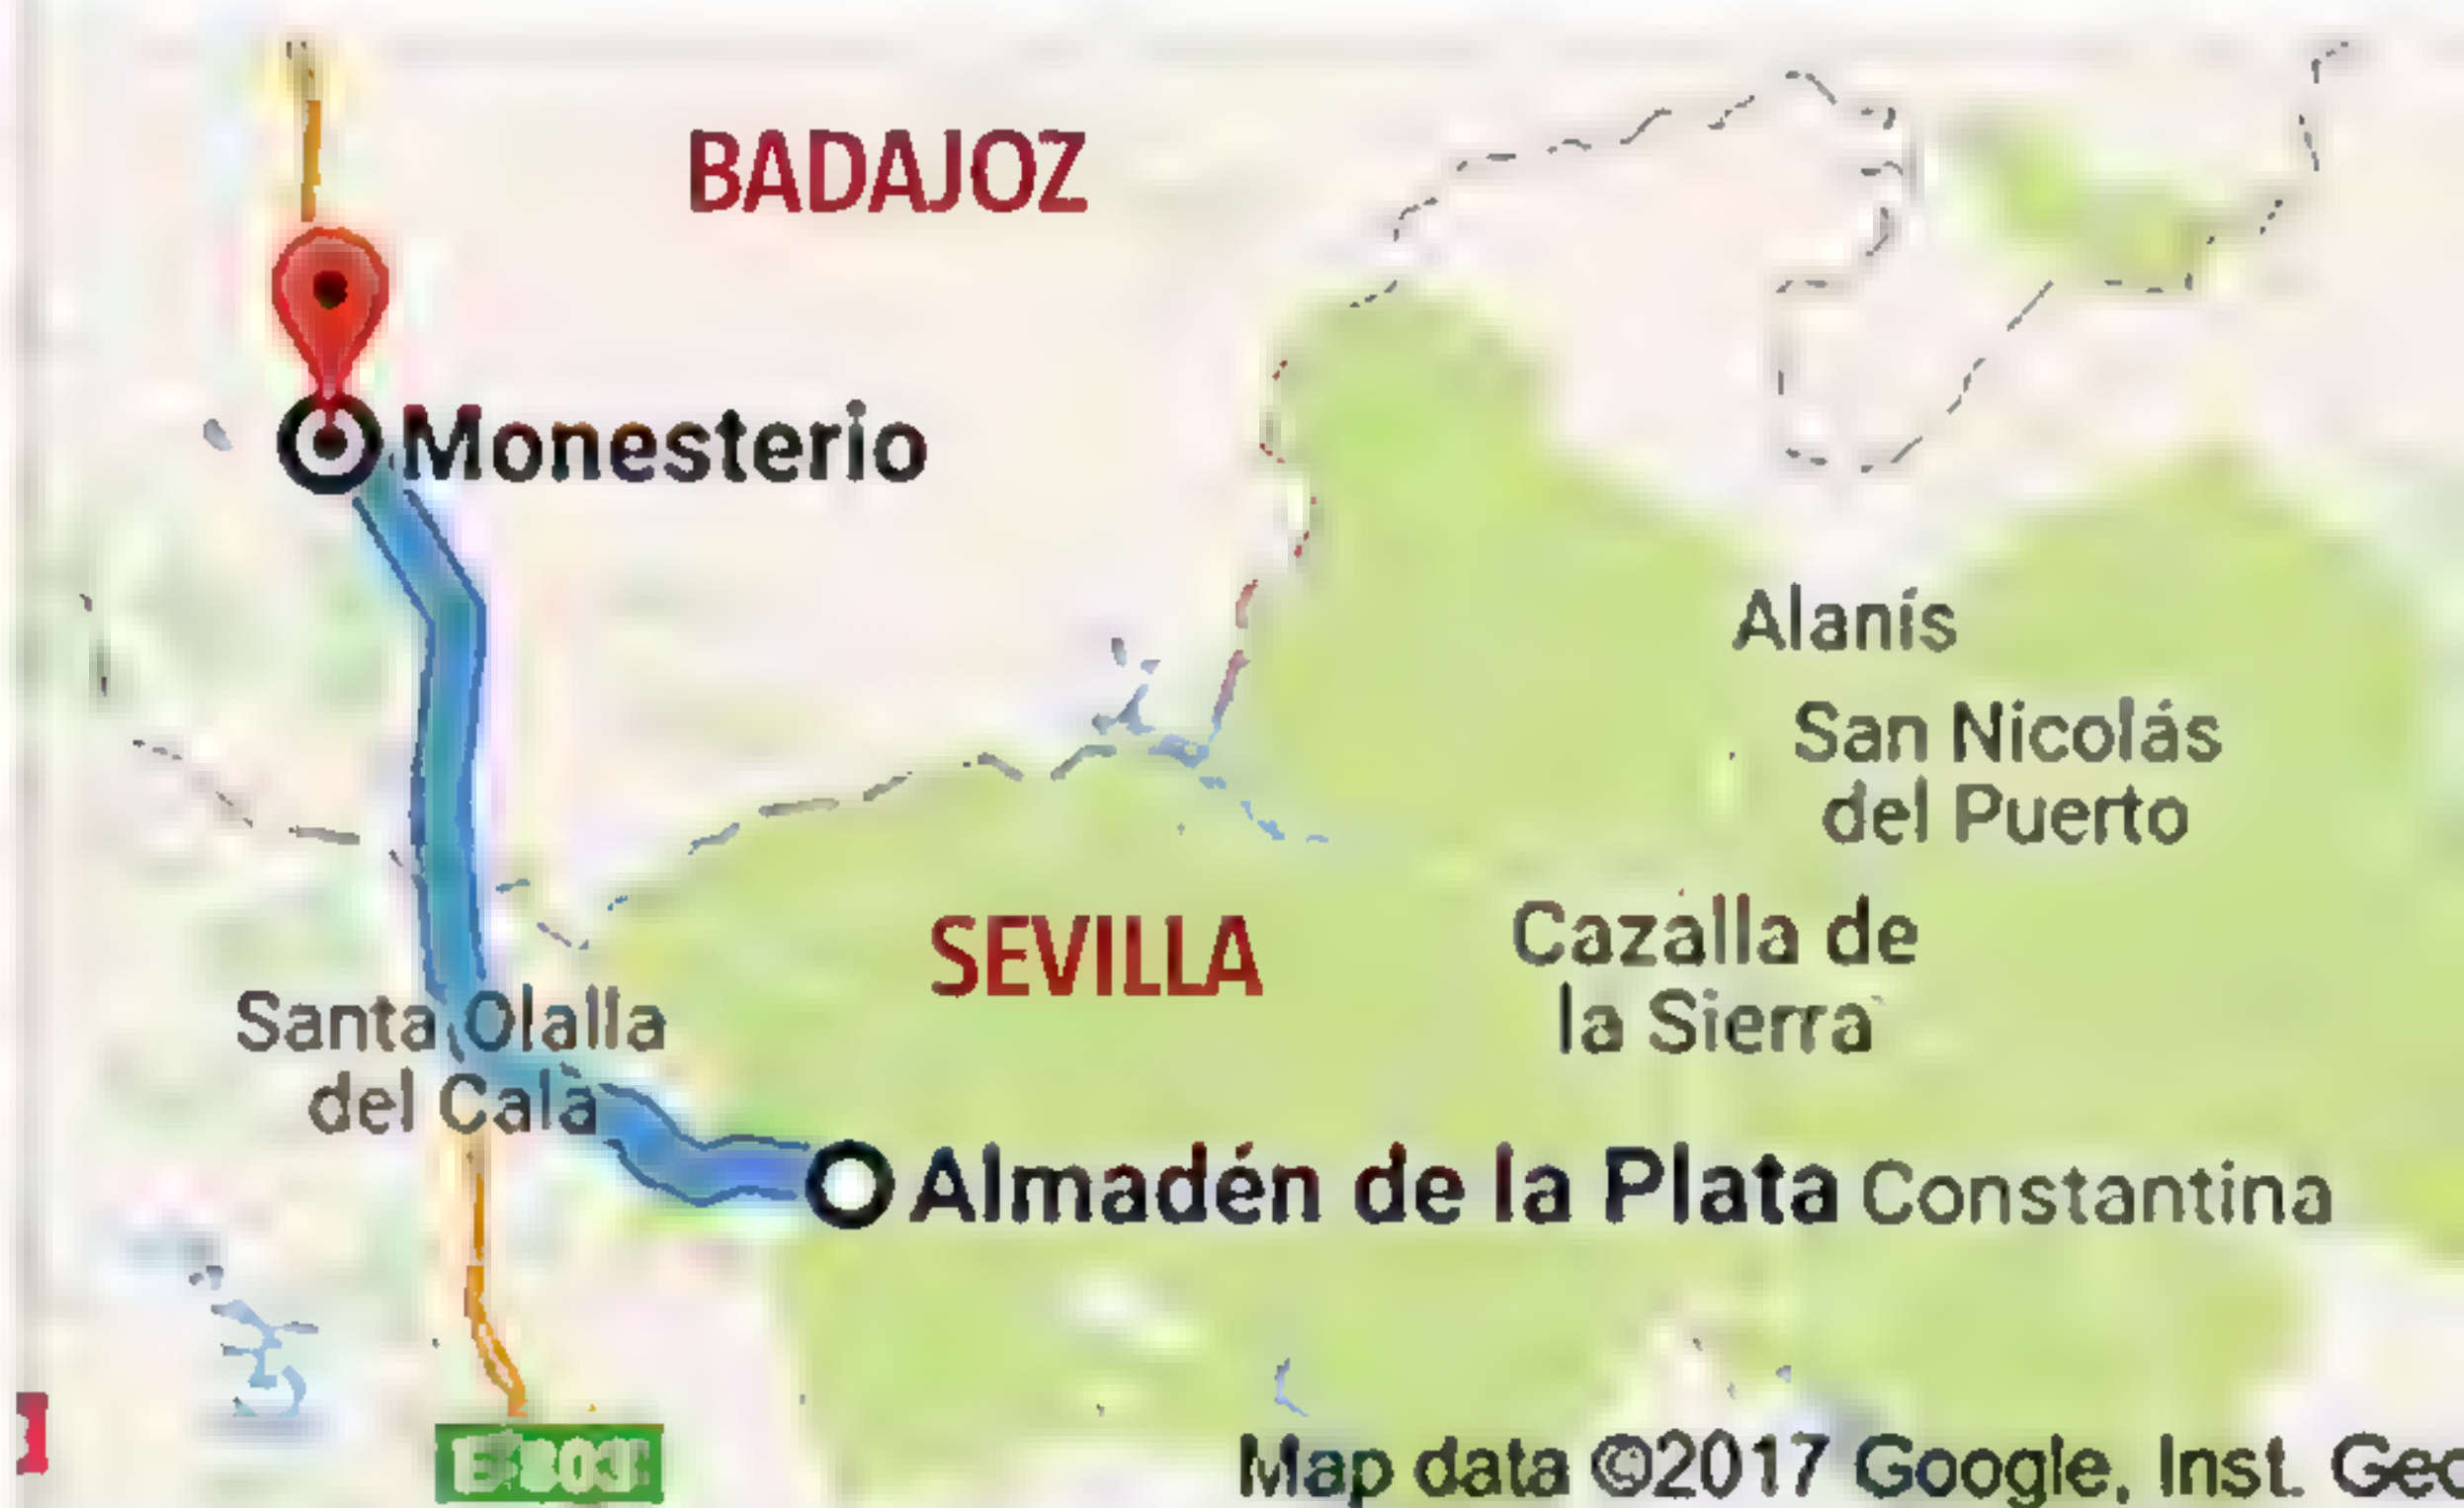 BADAJOZ
Monesterio
Alanís
San Nicolás
del Puerto
SEVILLA
Cazalla de
la Sierra
Santa Olalla
del Cala
Almadén de la Plata
Constantina
Map data ©2017 Google, Inst.